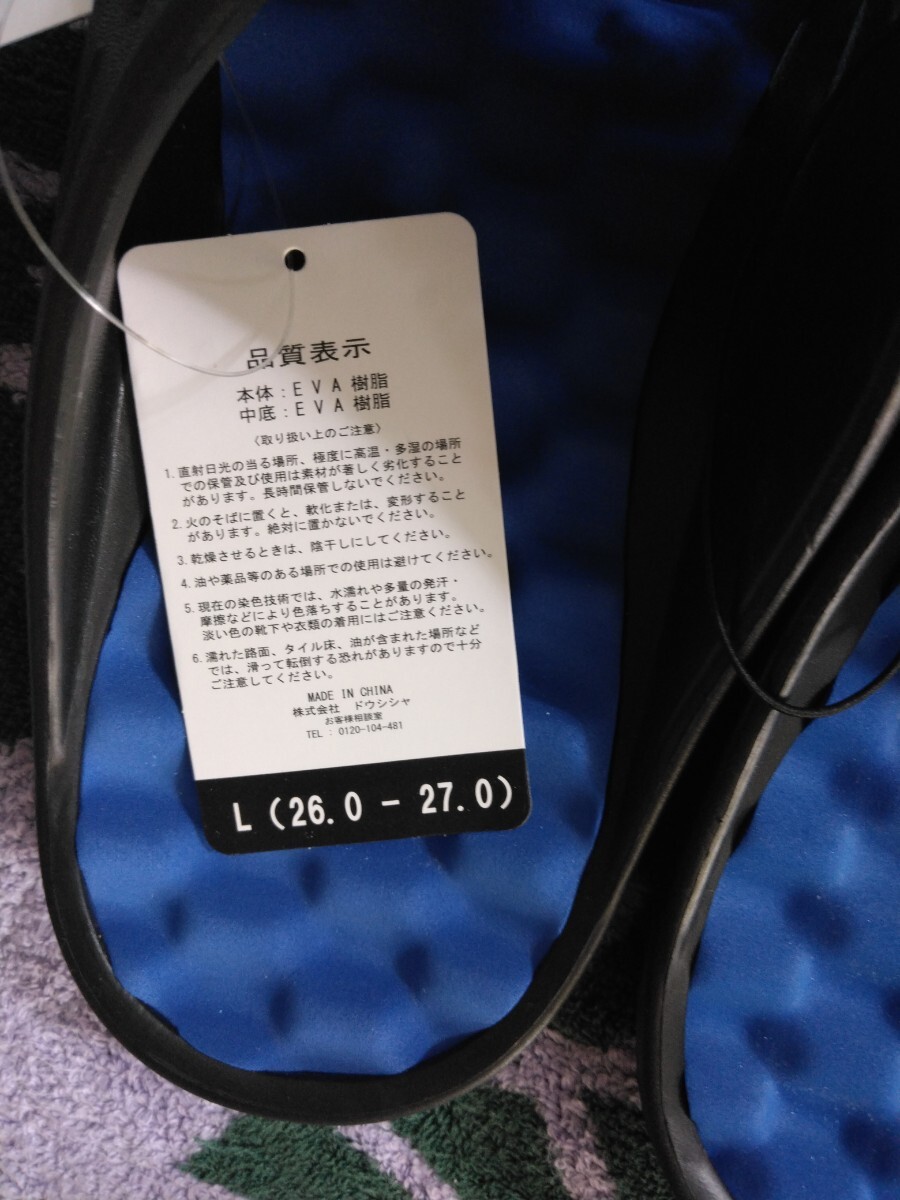 品質表示
本体：EVA樹脂
中底：EVA樹脂
〈取り扱い上のご注意〉
1. 直射日光の当る場所、極度に高温・多湿の場所
での保管及び使用は素材が著しく劣化すること
があります。長時間保管しないでください。
2. 火のそばに置くと、軟化または、変形すること
があります。絶対に置かないでください。
3. 乾燥させるときは、陰干しにしてください。
4. 油や薬品等のある場所での使用は避けてください。
5. 現在の染色技術では、水濡れや多量の発汗・
摩擦などにより色落ちすることがあります。
淡い色の靴下や衣類の着用にはご注意ください。
6. 濡れた路面、タイル床、油が含まれた場所など
では、滑って転倒する恐れがありますので十分
ご注意してください。
MADE IN CHINA
株式会社 ドウシシャ
お客様相談室
TEL : 0120-104-481
L (26.0 - 27.0)